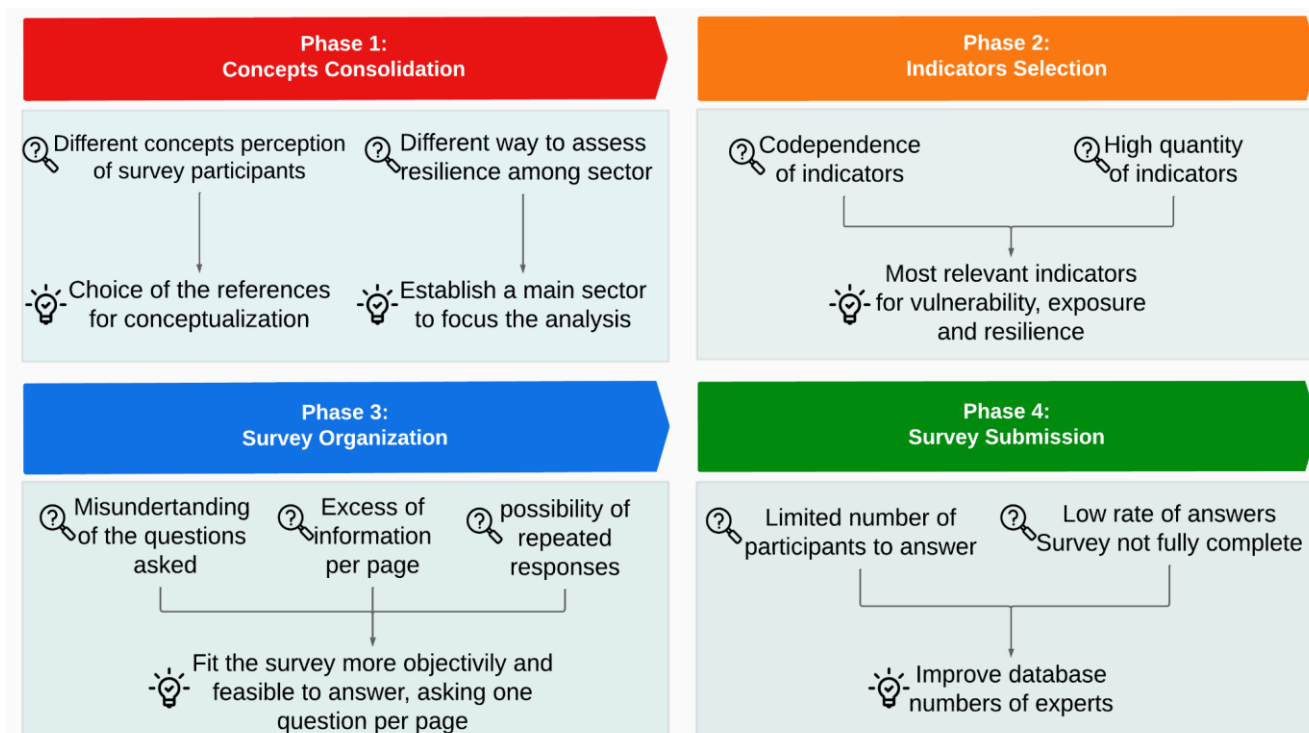 Phase 1:
Concepts Consolidation
Different concepts perception
of survey participants
Different way to assess
resilience among sector
Choice of the references
for conceptualization
Establish a main sector
to focus the analysis
Phase 2:
Indicators Selection
Codependence
of indicators
High quantity
of indicators
Most relevant indicators
for vulnerability, exposure
and resilience
Phase 3:
Survey Organization
Misundertanding
of the questions
asked
Excess of
information
per page
possibility of
repeated
responses
Fit the survey more objectivily and
feasible to answer, asking one
question per page
Phase 4:
Survey Submission
Limited number of
participants to answer
Low rate of answers
Survey not fully complete
Improve database
numbers of experts